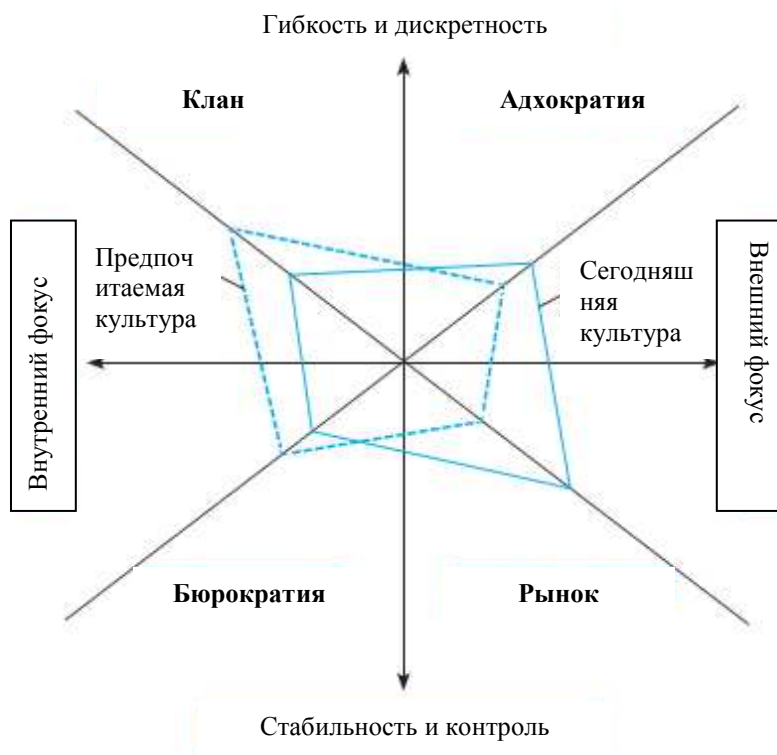 Гибкость и дискретность
Клан
Адхократия
Внутренний фокус
Предпоч
итаемая
культура
Сегодняш
няя
культура
Внешний фокус
Бюрократия
Рынок
Стабильность и контроль